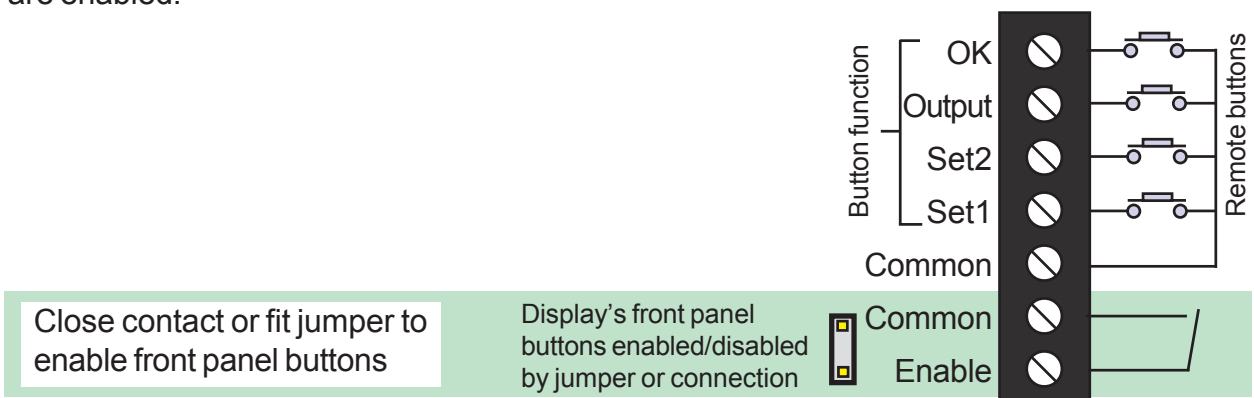 are enabled.
Button function
OK
Output
Set2
Set1
Common
Remote buttons
Close contact or fit jumper to
enable front panel buttons
Display's front panel
buttons enabled/disabled
by jumper or connection
Common
Enable